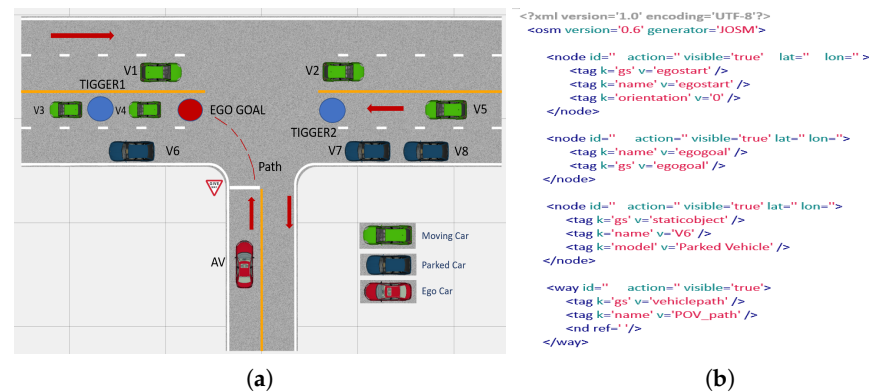 V1
V2
TIGGER1
V3
V4
EGO GOAL
V5
TIGGER2
V6
V7
V8
Path
AV
Moving Car
Parked Car
Ego Car
(a)
<?xml version='1.0' encoding='UTF-8'?>
<osm version='0.6' generator='JOSM'>
<node id='' action='' visible='true' lat='' lon='' >
<tag k='gs' v='egostart' />
<tag k='name' v='egostart' />
<tag k='orientation' v='0' />
</node>
<node id='' action='' visible='true' lat='' lon=''>
<tag k='name' v='egogoal' />
<tag k='gs' v='egogoal' />
</node>
<node id='' action='' visible='true' lat='' lon=''>
<tag k='gs' v='staticobject' />
<tag k='name' v='V6' />
<tag k='model' v='Parked Vehicle' />
</node>
<way id='' action='' visible='true'>
<tag k='gs' v='vehiclepath' />
<tag k='name' v='POV_path' />
<nd ref=' '/>
</way>
(b)